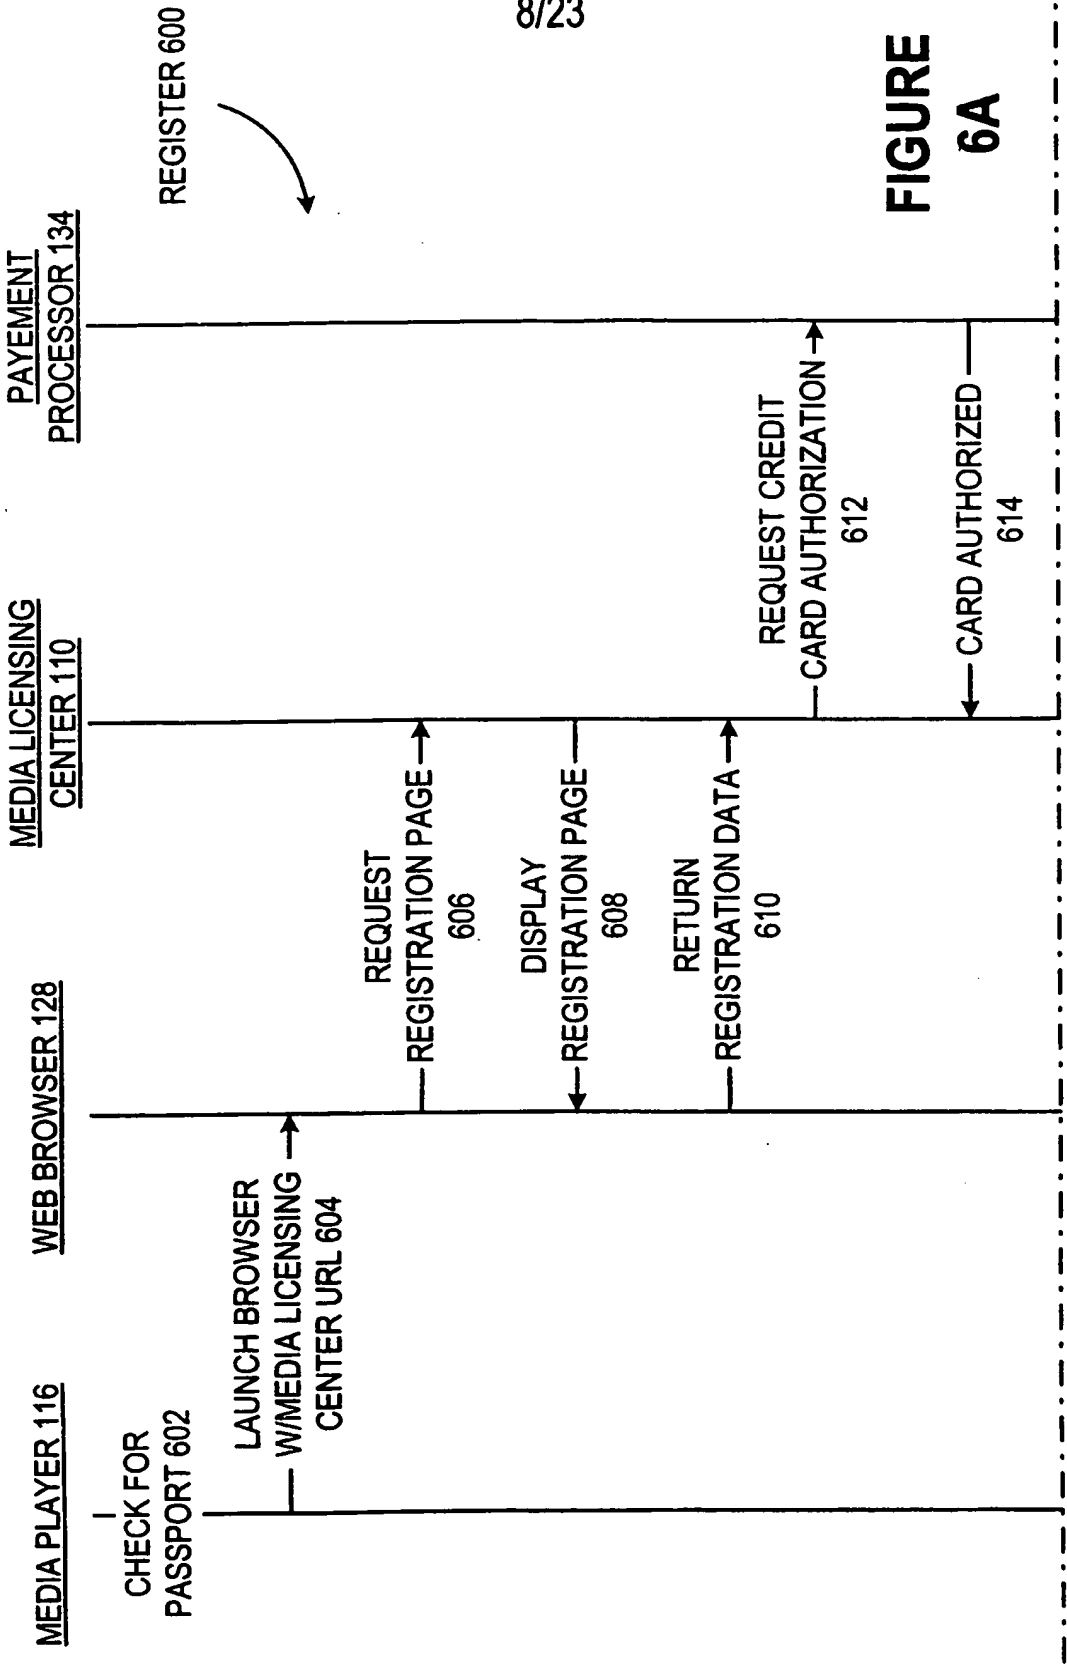 8/23
REGISTER 600
MEDIA PLAYER 116
WEB BROWSER 128
MEDIA LICENSING
CENTER 110
PAYEMENT
PROCESSOR 134
CHECK FOR
PASSPORT 602
LAUNCH BROWSER
W/MEDIA LICENSING
CENTER URL 604
REQUEST
REGISTRATION PAGE
606
DISPLAY
REGISTRATION PAGE
608
RETURN
REGISTRATION DATA
610
REQUEST CREDIT
CARD AUTHORIZATION
612
CARD AUTHORIZED
614
FIGURE
6A